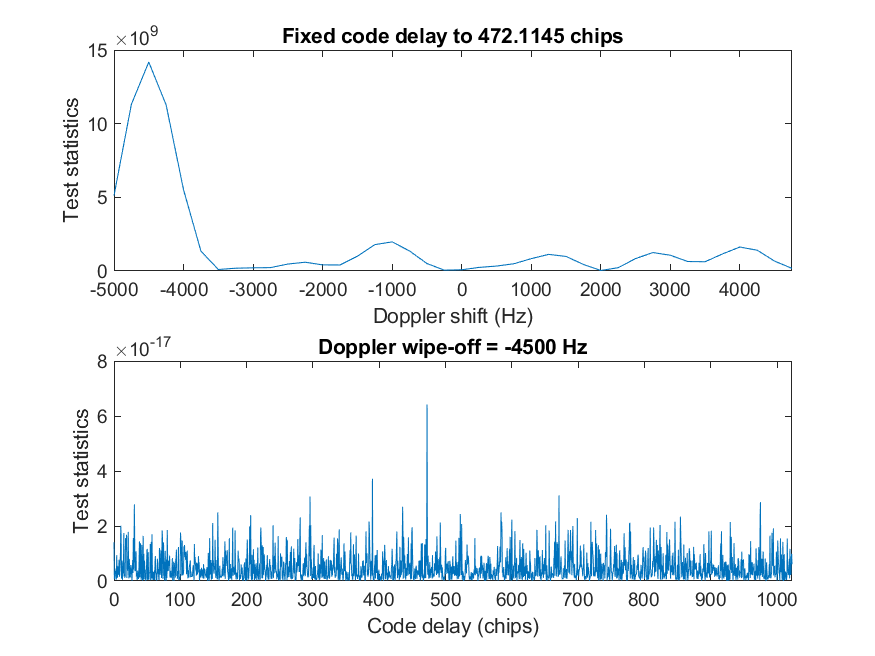 ×10⁹
Fixed code delay to 472.1145 chips
15
10
5
0
Test statistics
-5000 -4000 -3000 -2000 -1000 0 1000 2000 3000 4000
Doppler shift (Hz)
×10⁻¹⁷
Doppler wipe-off = -4500 Hz
8
6
4
2
0
Test statistics
0 100 200 300 400 500 600 700 800 900 1000
Code delay (chips)